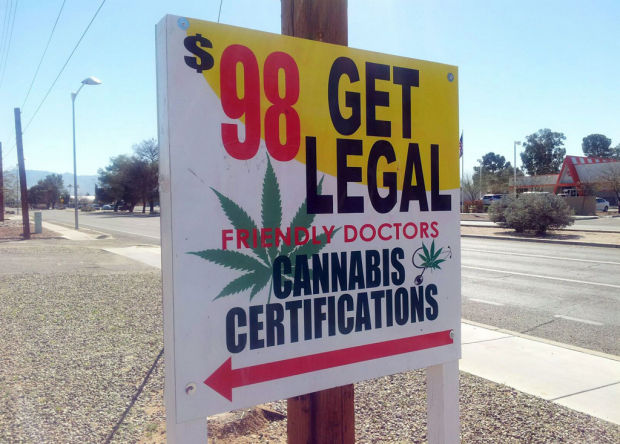 $98 GET
LEGAL
FRIENDLY DOCTORS
CANNABIS
CERTIFICATIONS